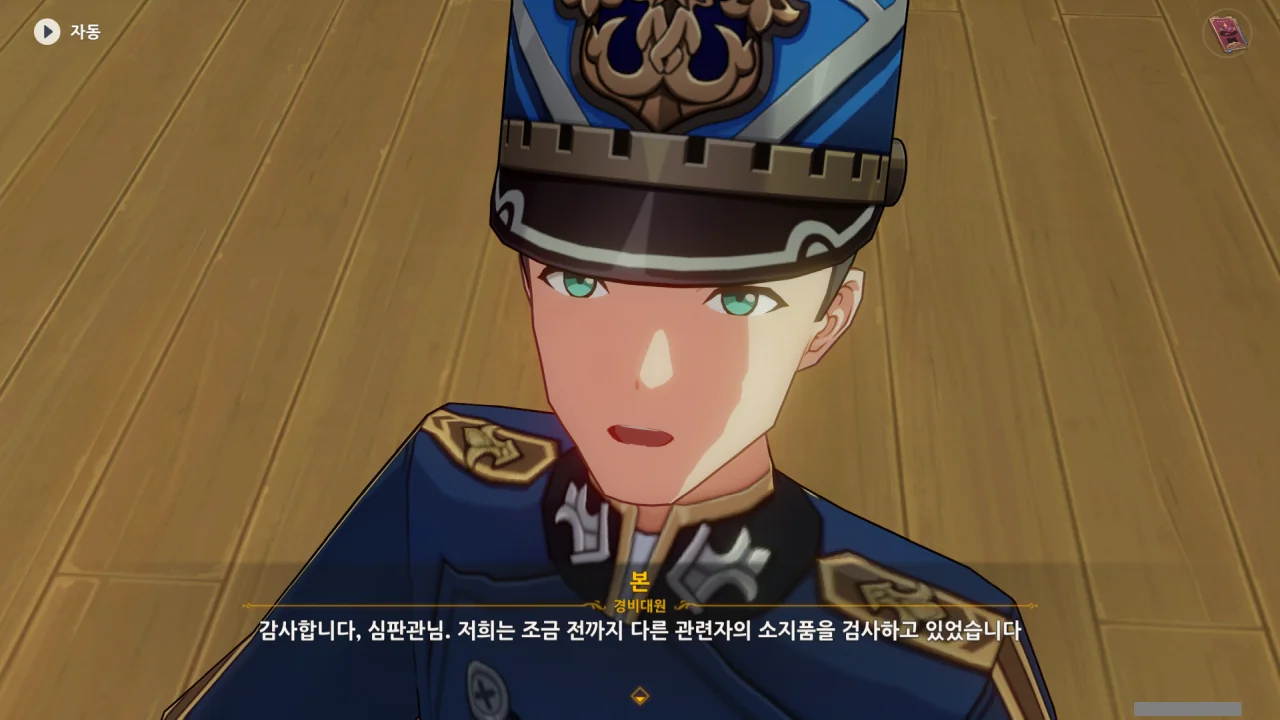 자동
본
경비대원
감사합니다, 심판관님. 저희는 조금 전까지 다른 관련자의 소지품을 검사하고 있었습니다